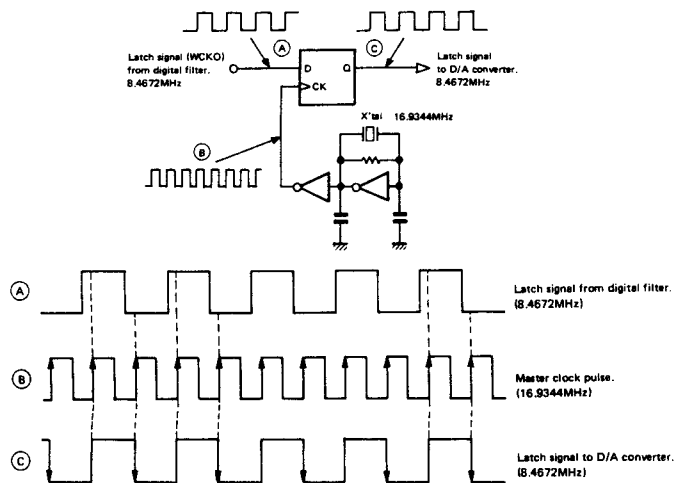 A
C
Latch signal (WCKO)
from digital filter.
8.4672MHz
D
Q
CK
Latch signal
to D/A converter.
8.4672MHz
X'tal 16.9344MHz
B
A
Latch signal from digital filter.
(8.4672MHz)
B
Master clock pulse.
(16.9344MHz)
C
Latch signal to D/A converter.
(8.4672MHz)